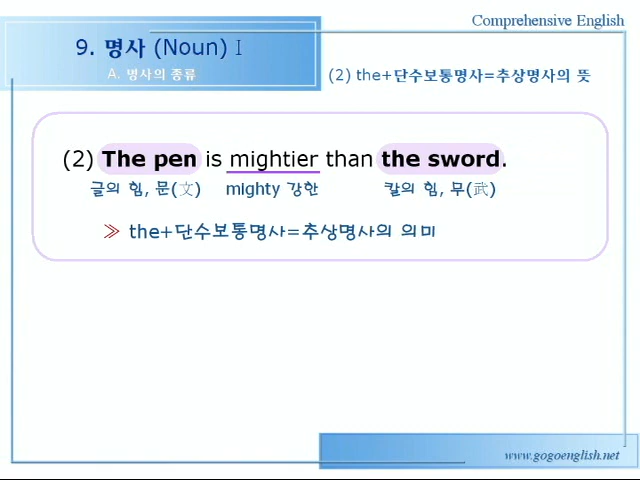 Comprehensive English
9. 명사 (Noun) I
A. 명사의 종류
(2) the+단수보통명사=추상명사의 뜻
(2) The pen is mightier than the sword.
글의 힘, 문(文) mighty 강한 칼의 힘, 무(武)
≫ the+단수보통명사=추상명사의 의미
www.gogoenglish.net